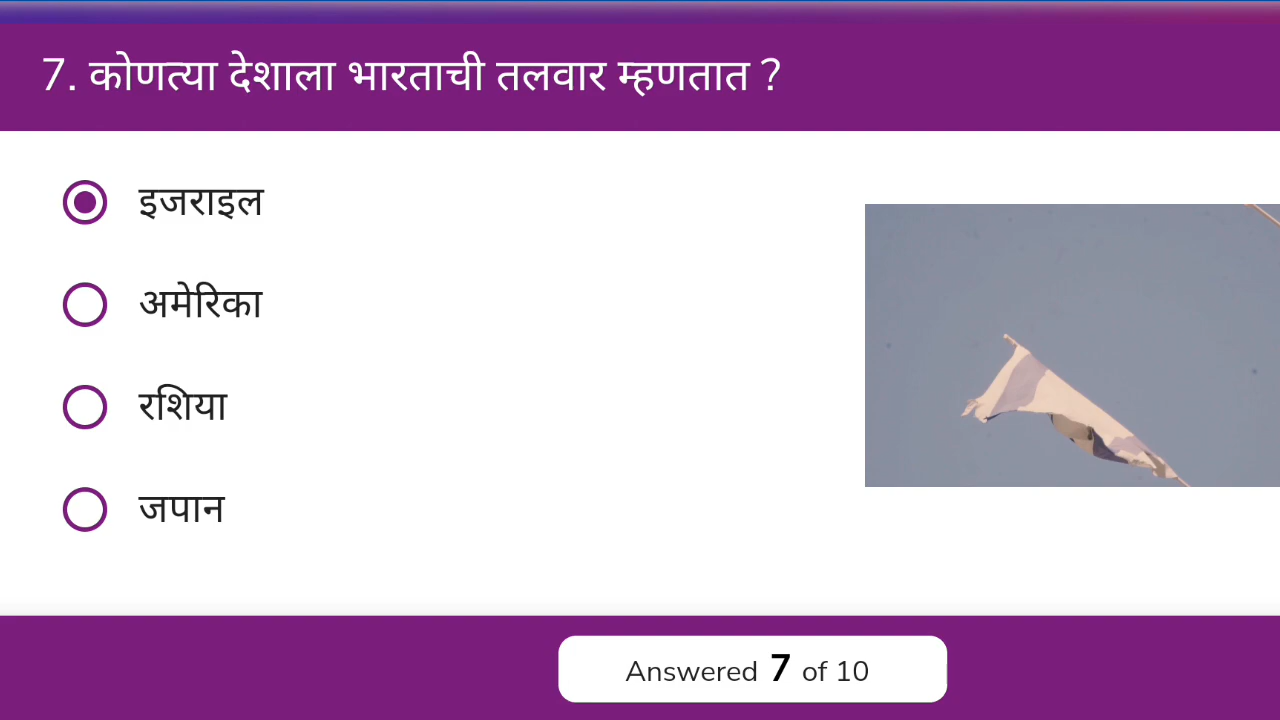 7. कोणत्या देशाला भारताची तलवार म्हणतात ?
इजराइल
अमेरिका
रशिया
जपान
Answered 7 of 10